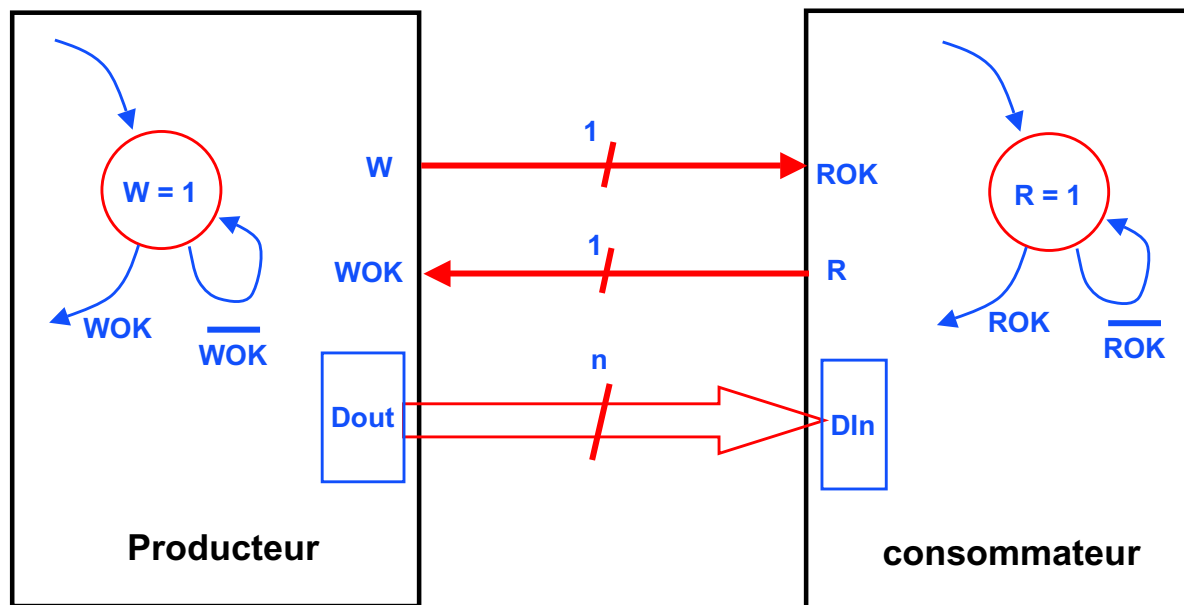 1
W
ROK
W = 1
R = 1
1
WOK
R
WOK
WOK
ROK
ROK
n
Dout
DIn
Producteur
consommateur